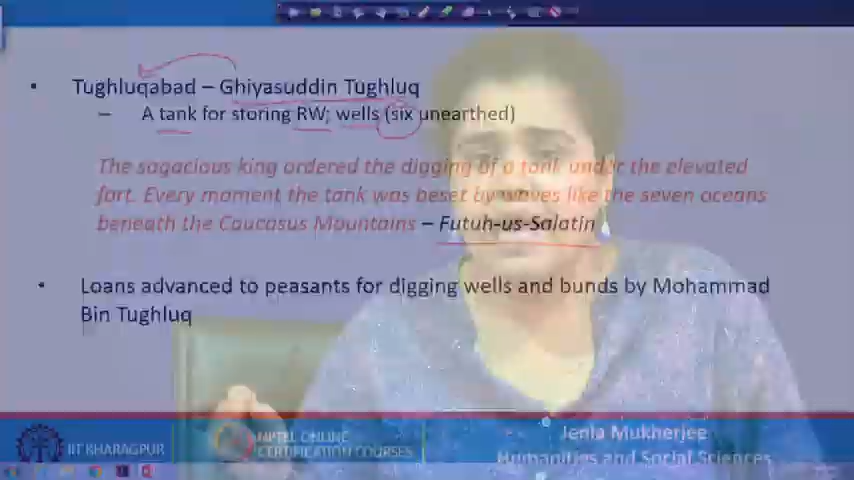 • Tughluqabad – Ghiyasuddin Tughluq
– A tank for storing RW; wells (six unearthed)
The sagacious king ordered the digging of a tank under the elevated
fort. Every moment the tank was beset by waves like the seven oceans
beneath the Caucasus Mountains – Futuh-us-Salatin
• Loans advanced to peasants for digging wells and bunds by Mohammad
Bin Tughluq
IIT KHARAGPUR
NPTEL ONLINE
CERTIFICATION COURSES
Jenia Mukherjee
Humanities and Social Sciences